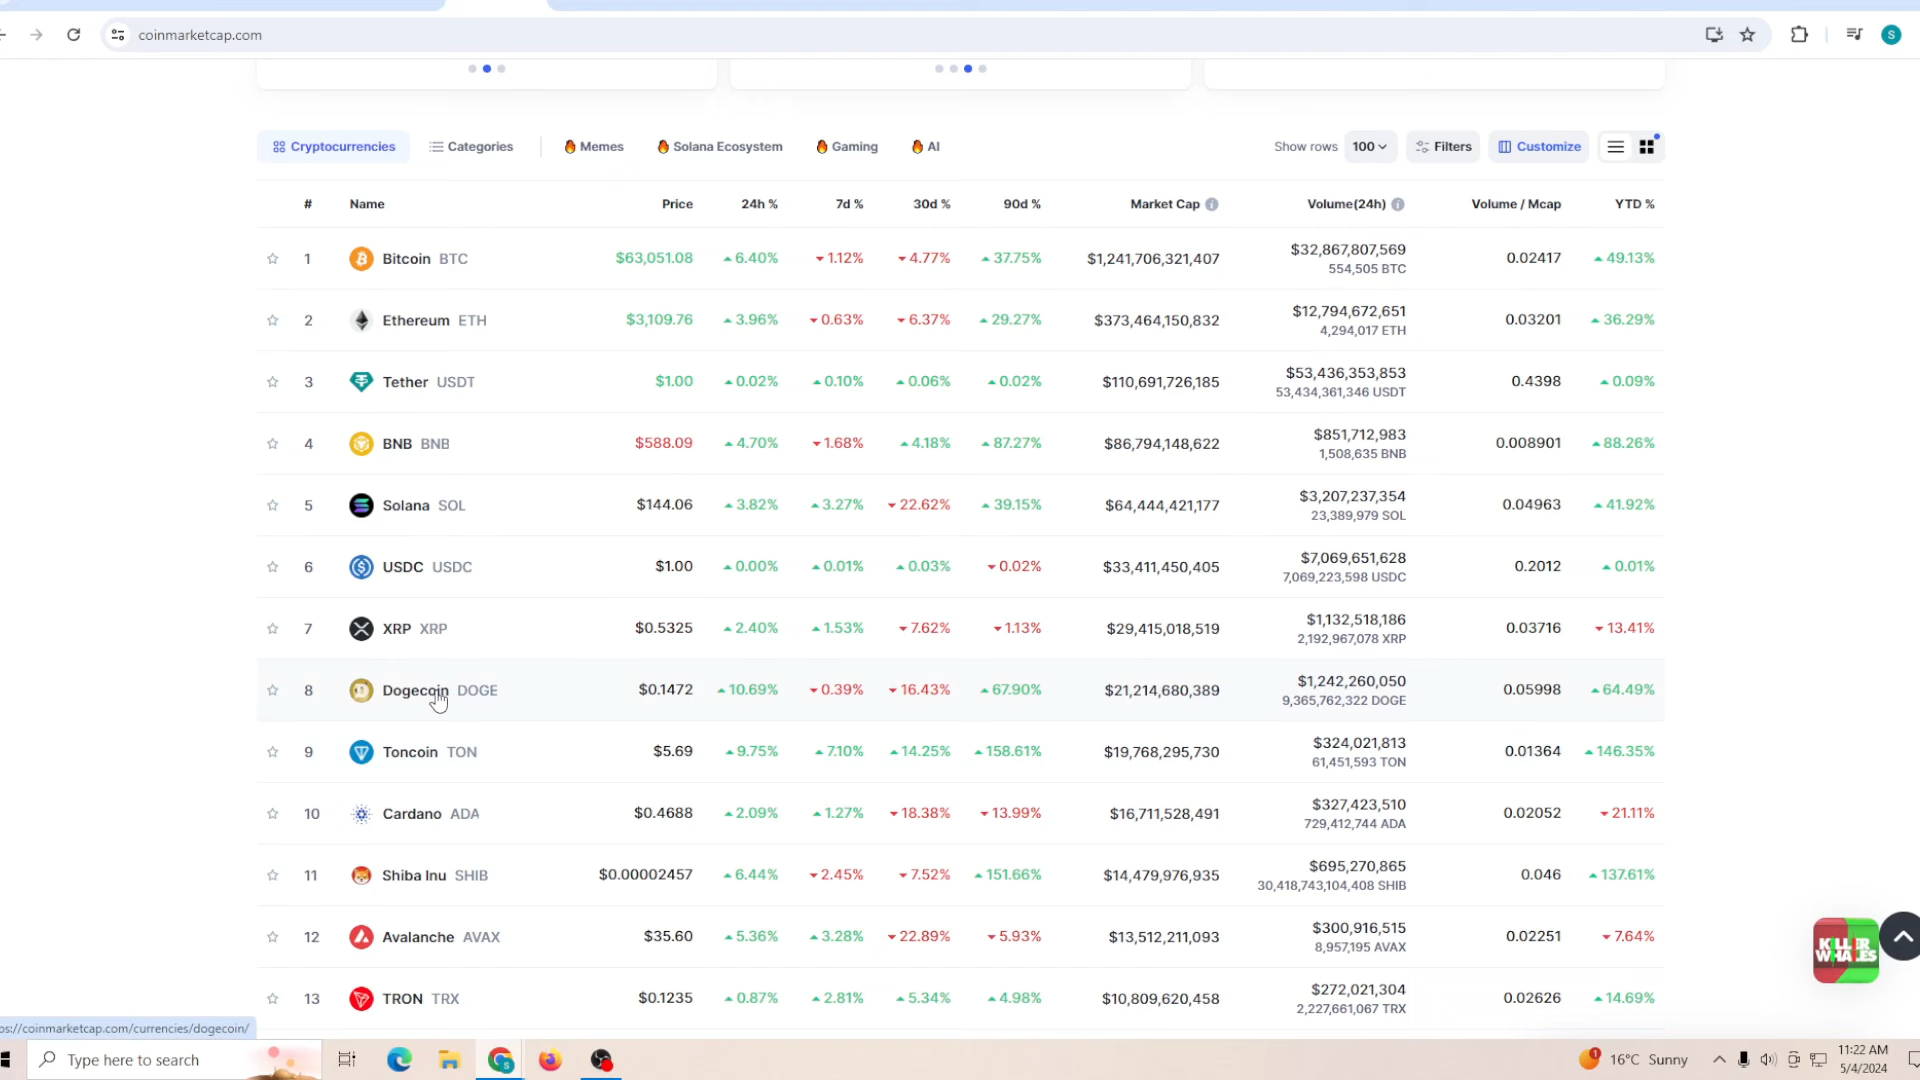 coinmarketcap.com
S
Cryptocurrencies Categories Memes Solana Ecosystem Gaming AI Show rows 100 Filters Customize
# Name Price 24h % 7d % 30d % 90d % Market Cap Volume(24h) Volume / Mcap YTD %
1 Bitcoin BTC $63,051.08 6.40% 1.12% 4.77% 37.75% $1,241,706,321,407 $32,867,807,569 0.02417 49.13%
554,505 BTC
2 Ethereum ETH $3,109.76 3.96% 0.63% 6.37% 29.27% $373,464,150,832 $12,794,672,651 0.03201 36.29%
4,294,017 ETH
3 Tether USDT $1.00 0.02% 0.10% 0.06% 0.02% $110,691,726,185 $53,436,353,853 0.4398 0.09%
53,434,361,346 USDT
4 BNB BNB $588.09 4.70% 1.68% 4.18% 87.27% $86,794,148,622 $851,712,983 0.008901 88.26%
1,508,635 BNB
5 Solana SOL $144.06 3.82% 3.27% 22.62% 39.15% $64,444,421,177 $3,207,237,354 0.04963 41.92%
23,389,979 SOL
6 USDC USDC $1.00 0.00% 0.01% 0.03% 0.02% $33,411,450,405 $7,069,651,628 0.2012 0.01%
7,069,223,598 USDC
7 XRP XRP $0.5325 2.40% 1.53% 7.62% 1.13% $29,415,018,519 $1,132,518,186 0.03716 13.41%
2,192,967,078 XRP
8 Dogecoin DOGE $0.1472 10.69% 0.39% 16.43% 67.90% $21,214,680,389 $1,242,260,050 0.05998 64.49%
9,365,762,322 DOGE
9 Toncoin TON $5.69 9.75% 7.10% 14.25% 158.61% $19,768,295,730 $324,021,813 0.01364 146.35%
61,451,593 TON
10 Cardano ADA $0.4688 2.09% 1.27% 18.38% 13.99% $16,711,528,491 $327,423,510 0.02052 21.11%
729,412,744 ADA
11 Shiba Inu SHIB $0.00002457 6.44% 2.45% 7.52% 151.66% $14,479,976,935 $695,270,865 0.046 137.61%
30,418,743,104,408 SHIB
12 Avalanche AVAX $35.60 5.36% 3.28% 22.89% 5.93% $13,512,211,093 $300,916,515 0.02251 7.64%
8,957,195 AVAX
KILLER
WHALES
13 TRON TRX $0.1235 0.87% 2.81% 5.34% 4.98% $10,809,620,458 $272,021,304 0.02626 14.69%
2,227,661,067 TRX
ps://coinmarketcap.com/currencies/dogecoin/
Type here to search 1 16°C Sunny 11:22 AM
5/4/2024